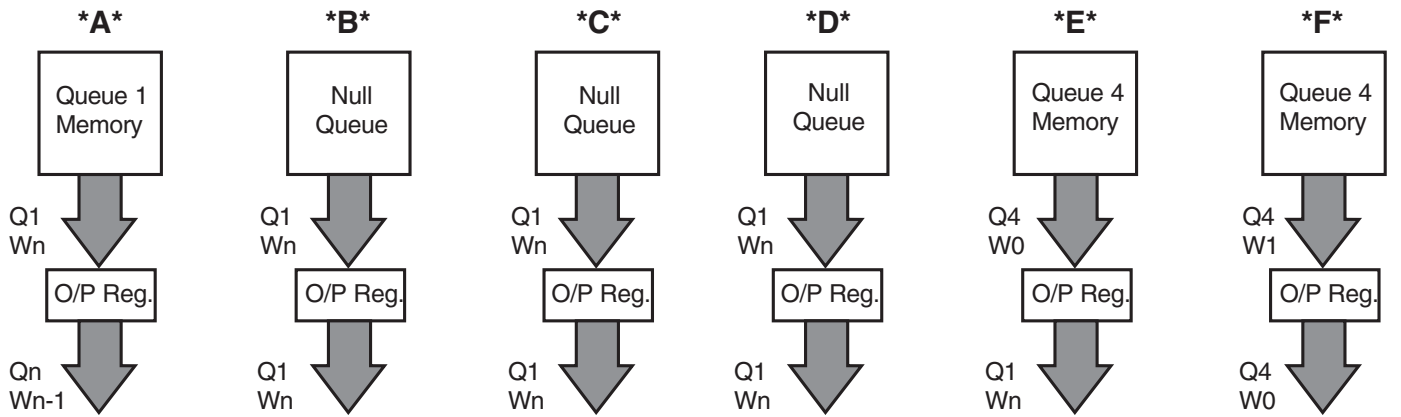 *A*
Queue 1
Memory
Q1
Wn
O/P Reg.
Qn
Wn-1
*B*
Null
Queue
Q1
Wn
O/P Reg.
Q1
Wn
*C*
Null
Queue
Q1
Wn
O/P Reg.
Q1
Wn
*D*
Null
Queue
Q1
Wn
O/P Reg.
Q1
Wn
*E*
Queue 4
Memory
Q4
W0
O/P Reg.
Q1
Wn
*F*
Queue 4
Memory
Q4
W1
O/P Reg.
Q4
W0